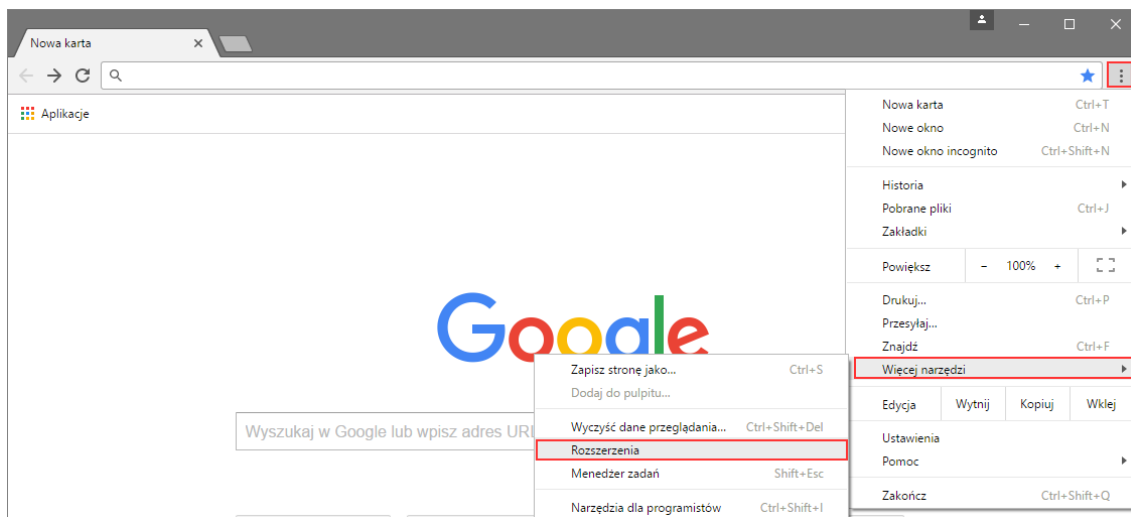 Nowa karta
Aplikacje
Nowa karta Ctrl+T
Nowe okno Ctrl+N
Nowe okno incognito Ctrl+Shift+N
Historia
Pobrane pliki Ctrl+J
Zakładki
Powiększ - 100% +
Drukuj... Ctrl+P
Przesyłaj...
Znajdź Ctrl+F
Więcej narzędzi
Edycja Wytnij Kopiuj Wklej
Ustawienia
Pomoc
Zakończ Ctrl+Shift+Q
Google
Zapisz stronę jako... Ctrl+S
Dodaj do pulpitu...
Wyczyść dane przeglądania... Ctrl+Shift+Del
Rozszerzenia
Menedżer zadań Shift+Esc
Narzędzia dla programistów Ctrl+Shift+I
Wyszukaj w Google lub wpisz adres URL